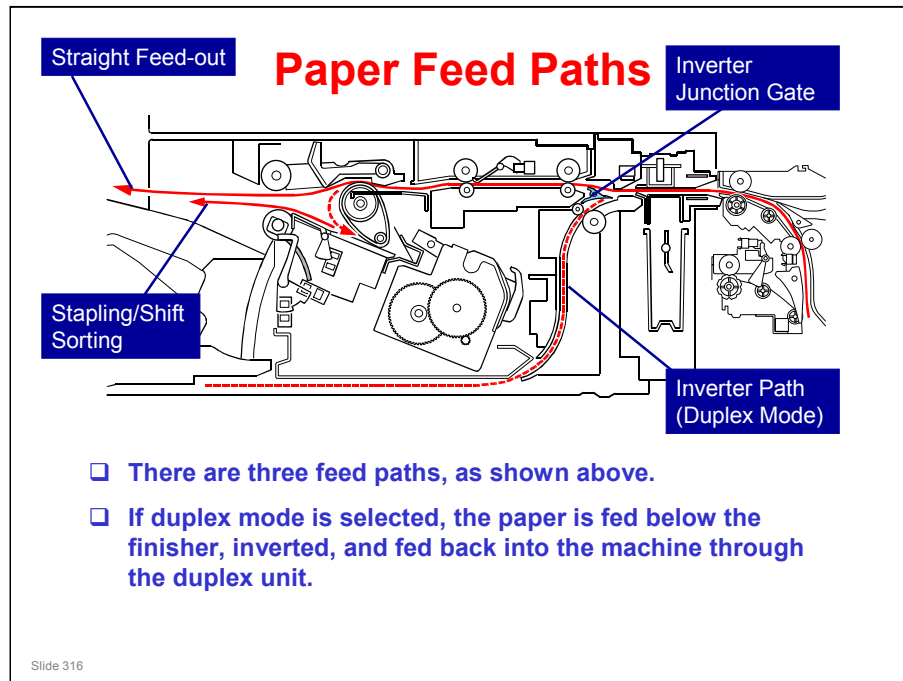 Paper Feed Paths
Straight Feed-out
Inverter
Junction Gate
Stapling/Shift
Sorting
Inverter Path
(Duplex Mode)
❑ There are three feed paths, as shown above.
❑ If duplex mode is selected, the paper is fed below the
finisher, inverted, and fed back into the machine through
the duplex unit.
Slide 316